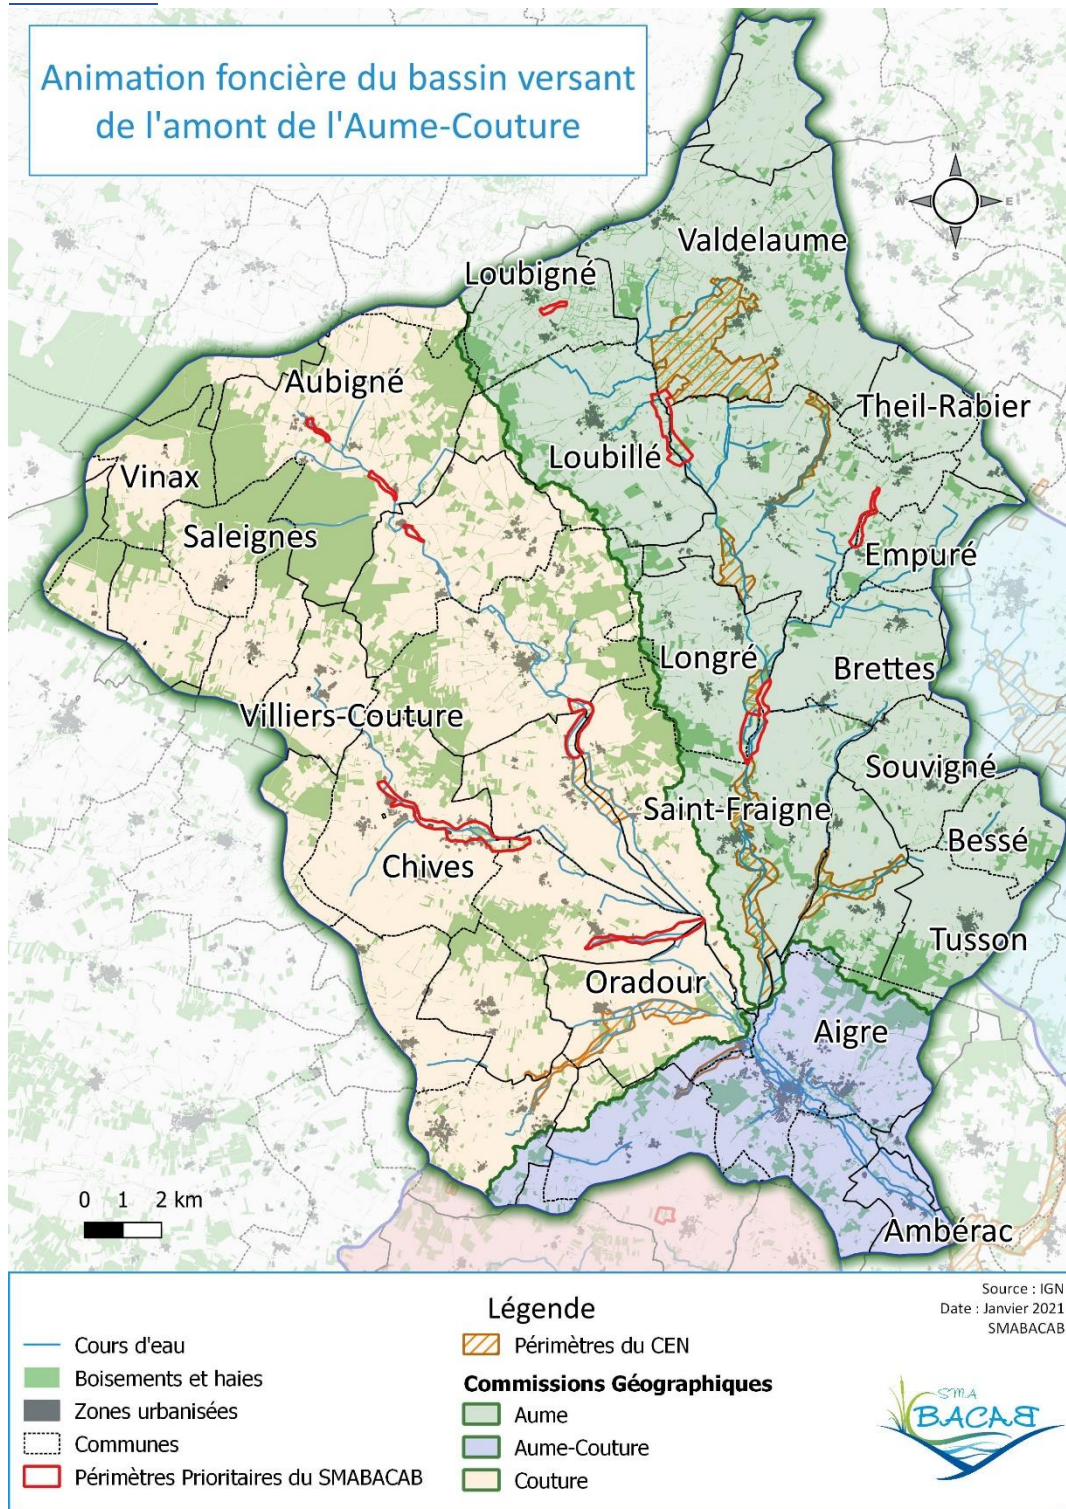 Animation foncière du bassin versant
de l'amont de l'Aume-Couture
N
W
E
S
Valdelaume
Loubigné
Aubigné
Theil-Rabier
Loubillé
Vinax
Saleignes
Empuré
Longré
Brettes
Villiers-Couture
Souvigné
Saint-Fraigne
Bessé
Chives
Tusson
Oradour
Aigre
Ambérac
0 1 2 km
Source : IGN
Date : Janvier 2021
SMABACAB
Légende
Cours d'eau
Boisements et haies
Zones urbanisées
Communes
Périmètres Prioritaires du SMABACAB
Périmètres du CEN
Commissions Géographiques
Aume
Aume-Couture
Couture
SMA
BACAB